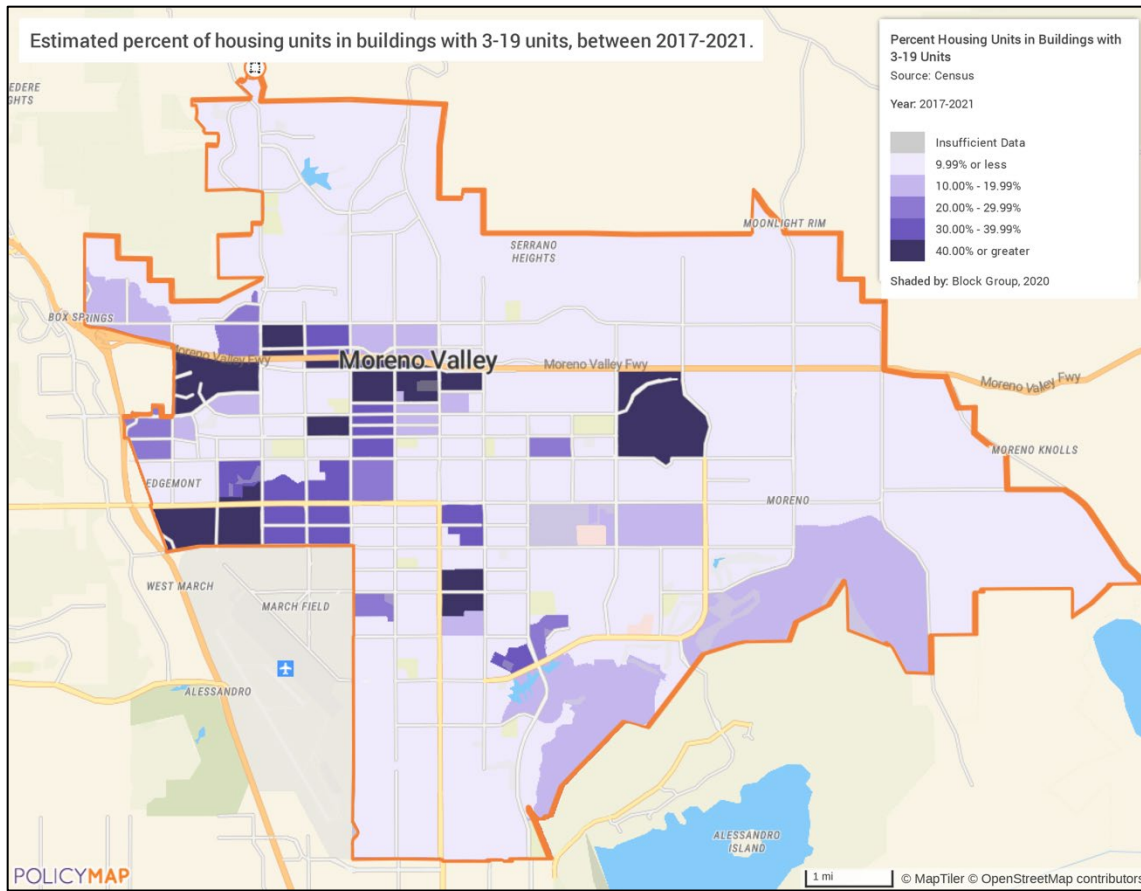 Estimated percent of housing units in buildings with 3-19 units, between 2017-2021.
Percent Housing Units in Buildings with
3-19 Units
Source: Census
Year: 2017-2021
Insufficient Data
9.99% or less
10.00% - 19.99%
20.00% - 29.99%
30.00% - 39.99%
40.00% or greater
Shaded by: Block Group, 2020
EDERE
GHTS
MOONLIGHT RIM
SERRANO
HEIGHTS
BOX SPRINGS
Moreno Valley Fwy
Moreno Valley
Moreno Valley Fwy
Moreno Valley Fwy
MORENO KNOLLS
EDGEMONT
MORENO
WEST MARCH
MARCH FIELD
ALESSANDRO
ALESSANDRO
ISLAND
POLICYMAP
1 mi
© MapTiler © OpenStreetMap contributors